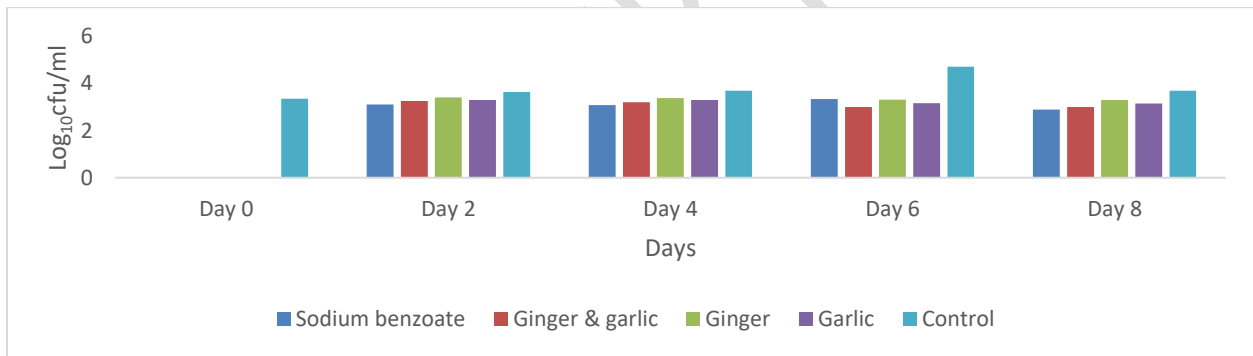 6
4
2
0
Log₁₀cfu/ml
Day 0 Day 2 Day 4 Day 6 Day 8
Days
Sodium benzoate Ginger & garlic Ginger Garlic Control